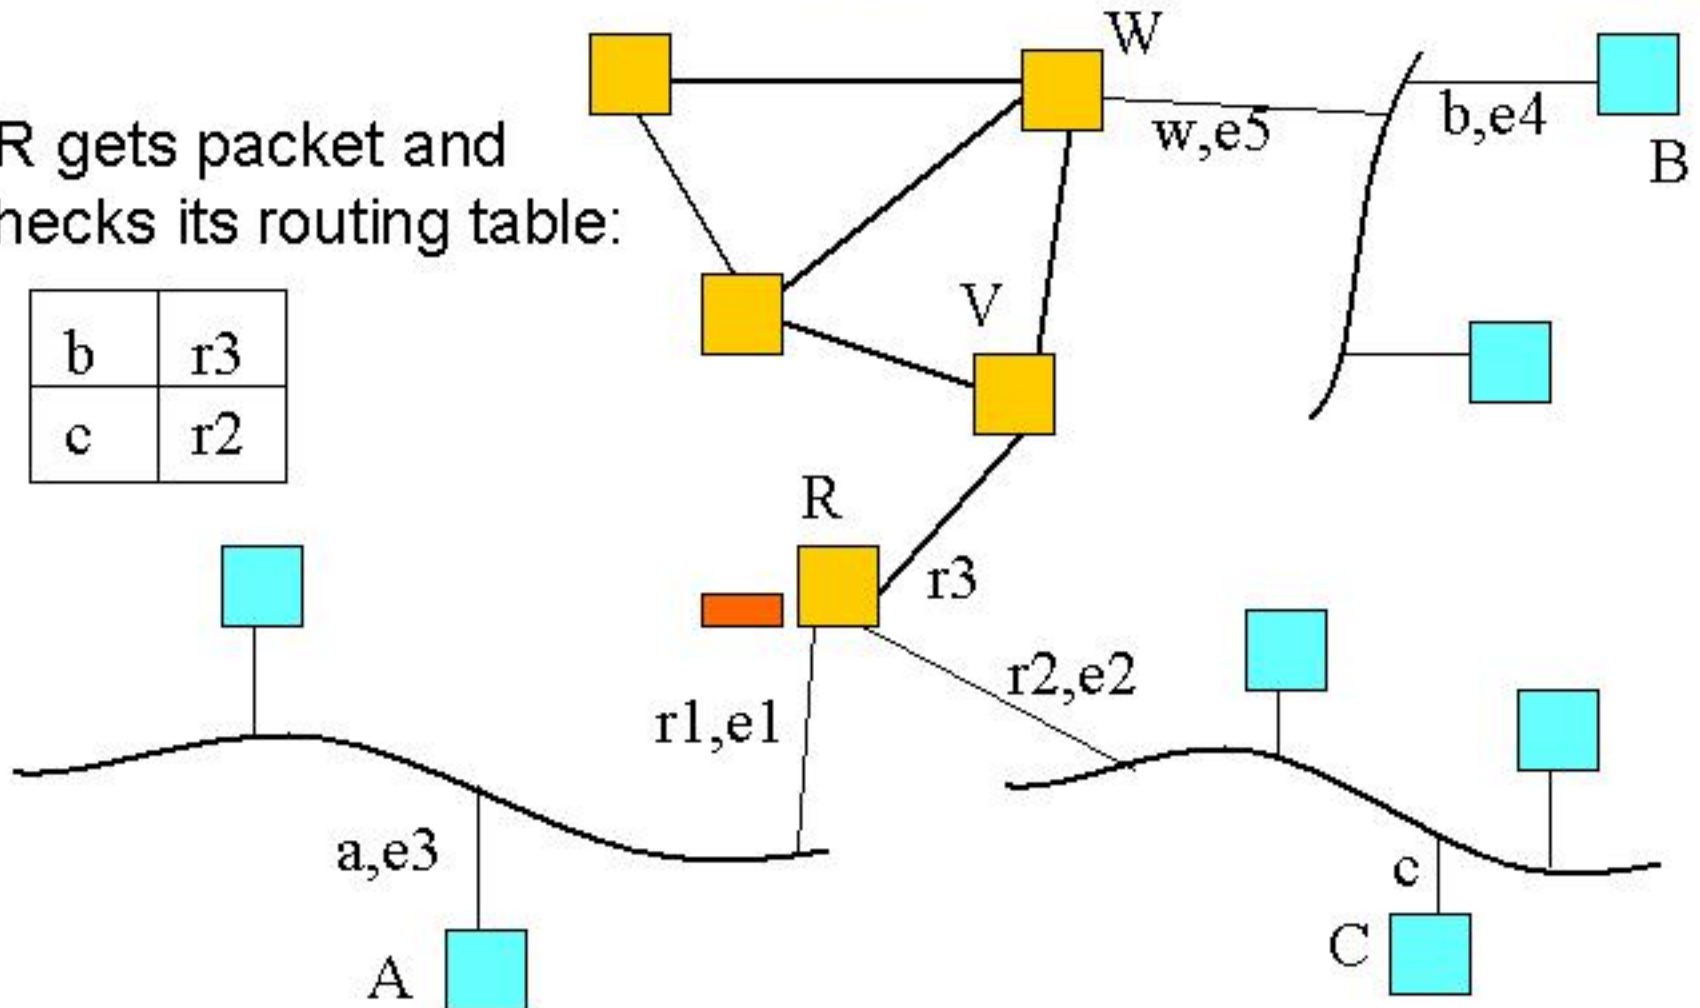 W
w,e5
b,e4
B
R gets packet and
hecks its routing table:
b r3
c r2
V
R
r3
r2,e2
r1,e1
a,e3
A
c
C